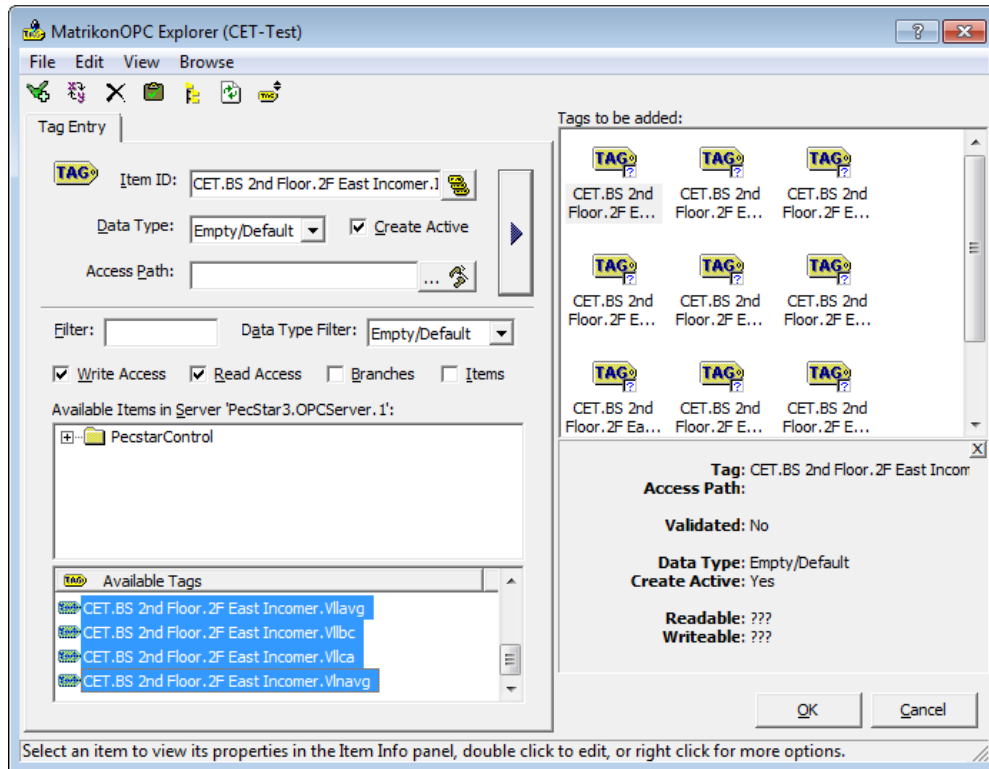 MatrikonOPC Explorer (CET-Test)
File Edit View Browse
Tag Entry
TAG Item ID: CET.BS 2nd Floor.2F East Incomer.I
Data Type: Empty/Default Create Active
Access Path: ...
Filter: Data Type Filter: Empty/Default
Write Access Read Access Branches Items
Available Items in Server 'PecStar3.OPCServer.1':
PecstarControl
Available Tags
CET.BS 2nd Floor.2F East Incomer.Vllavg
CET.BS 2nd Floor.2F East Incomer.Vllbc
CET.BS 2nd Floor.2F East Incomer.Vllca
CET.BS 2nd Floor.2F East Incomer.Vlnavg
Tags to be added:
TAG TAG TAG
CET.BS 2nd CET.BS 2nd CET.BS 2nd
Floor.2F E... Floor.2F E... Floor.2F E...
TAG TAG TAG
CET.BS 2nd CET.BS 2nd CET.BS 2nd
Floor.2F E... Floor.2F E... Floor.2F E...
TAG TAG TAG
CET.BS 2nd CET.BS 2nd CET.BS 2nd
Floor.2F Ea... Floor.2F E... Floor.2F E...
Tag: CET.BS 2nd Floor.2F East Incom
Access Path:
Validated: No
Data Type: Empty/Default
Create Active: Yes
Readable: ???
Writeable: ???
OK Cancel
Select an item to view its properties in the Item Info panel, double click to edit, or right click for more options.